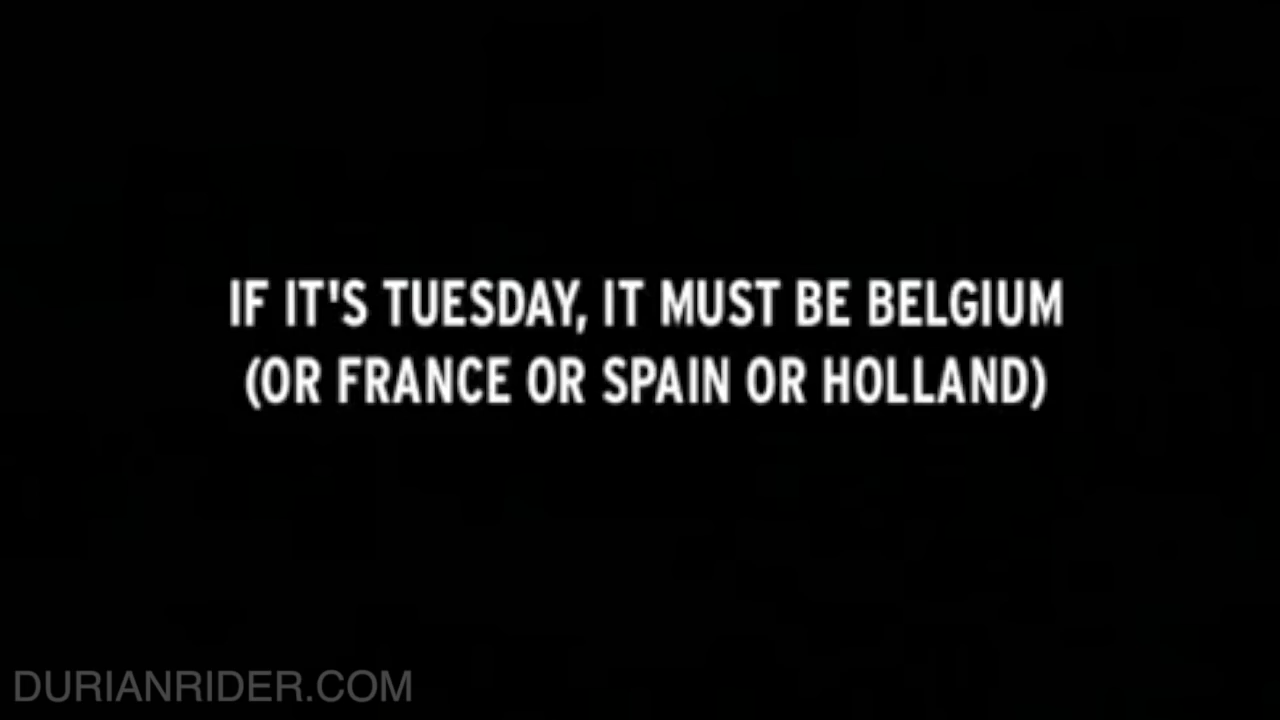 IF IT'S TUESDAY, IT MUST BE BELGIUM
(OR FRANCE OR SPAIN OR HOLLAND)
DURIANRIDER.COM